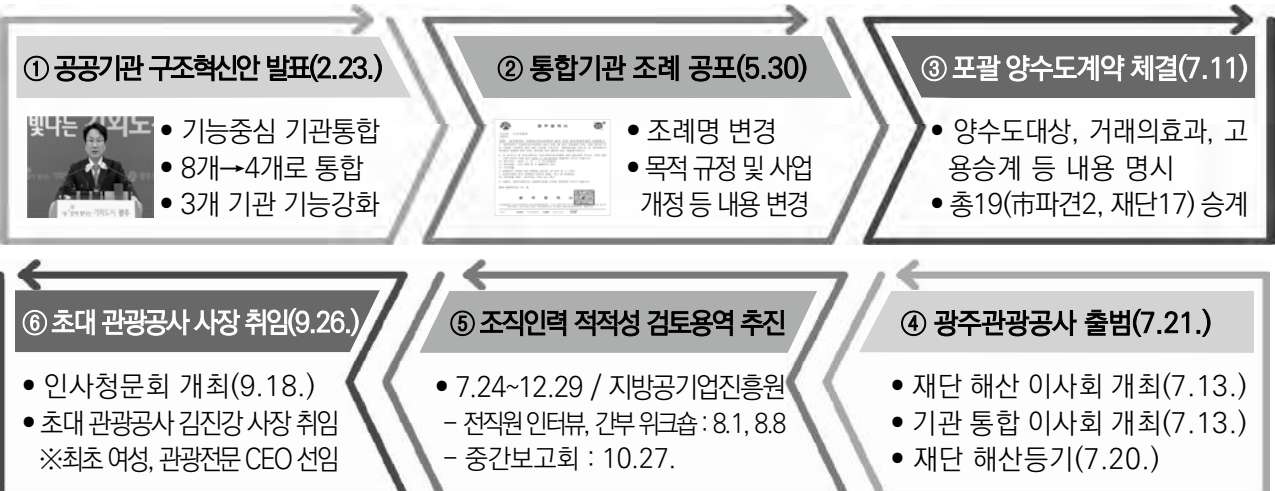 ① 공공기관 구조혁신안 발표(2.23.)
• 기능중심 기관통합
• 8개→4개로 통합
• 3개 기관 기능강화
② 통합기관 조례 공포(5.30)
• 조례명 변경
• 목적 규정 및 사업
개정 등 내용 변경
③ 포괄 양수도계약 체결(7.11)
• 양수도대상, 거래의효과, 고
용승계 등 내용 명시
• 총19(市파견2, 재단17) 승계
④ 광주관광공사 출범(7.21.)
• 재단 해산 이사회 개최(7.13.)
• 기관 통합 이사회 개최(7.13.)
• 재단 해산등기(7.20.)
⑤ 조직인력 적적성 검토용역 추진
• 7.24~12.29 / 지방공기업진흥원
- 전직원 인터뷰, 간부 워크숍 : 8.1, 8.8
- 중간보고회 : 10.27.
⑥ 초대 관광공사 사장 취임(9.26.)
• 인사청문회 개최(9.18.)
• 초대 관광공사 김진강 사장 취임
※최초 여성, 관광전문 CEO 선임